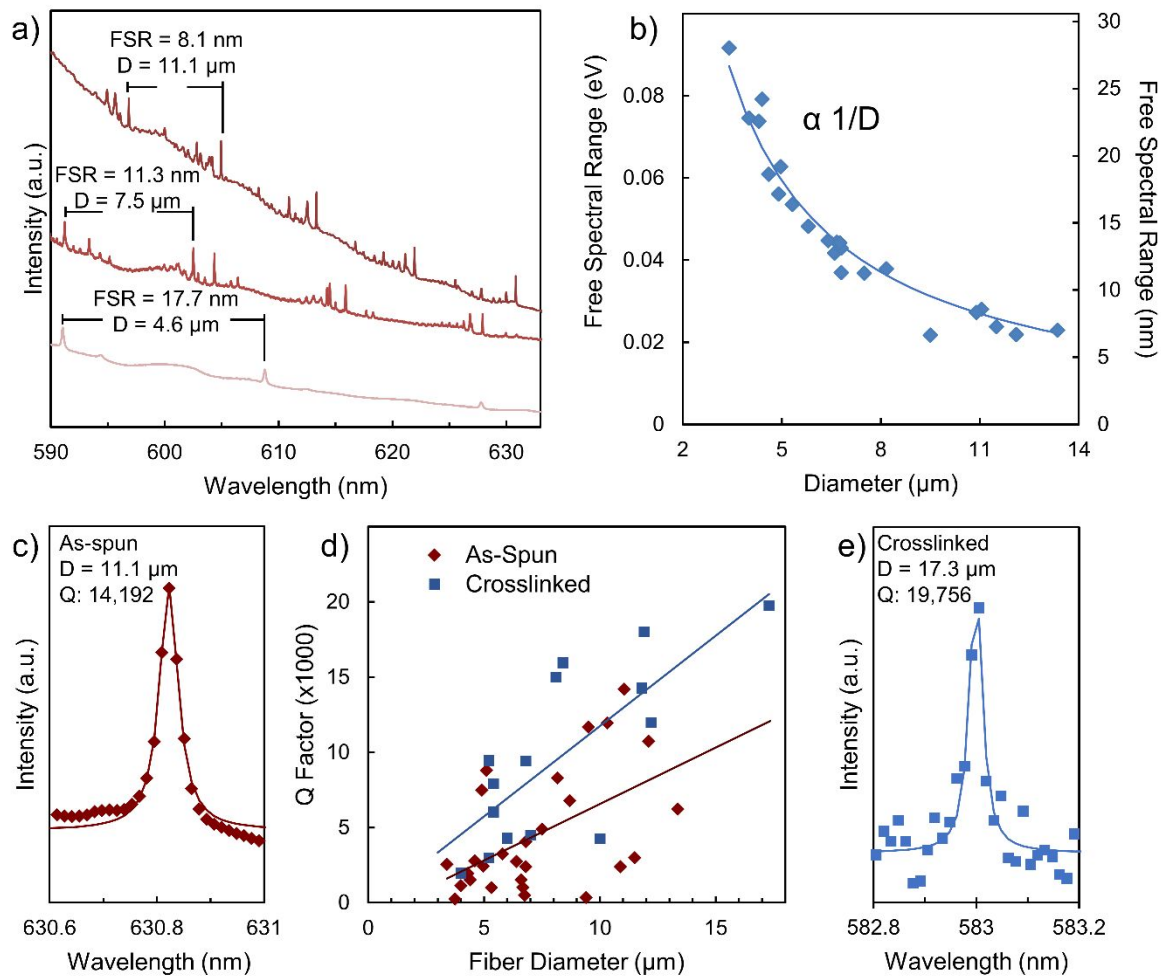 a)
FSR = 8.1 nm
D = 11.1 µm
FSR = 11.3 nm
D = 7.5 µm
FSR = 17.7 nm
D = 4.6 µm
Intensity (a.u.)
590 600 610 620 630
Wavelength (nm)
b)
α 1/D
Free Spectral Range (eV)
0.08
0.06
0.04
0.02
0
Free Spectral Range (nm)
30
25
20
15
10
5
0
2 5 8 11 14
Diameter (µm)
c)
As-spun
D = 11.1 µm
Q: 14,192
Intensity (a.u.)
630.6 630.8 631
Wavelength (nm)
d)
As-Spun
Crosslinked
Q Factor (x1000)
20
15
10
5
0
0 5 10 15
Fiber Diameter (µm)
e)
Crosslinked
D = 17.3 µm
Q: 19,756
Intensity (a.u.)
582.8 583 583.2
Wavelength (nm)